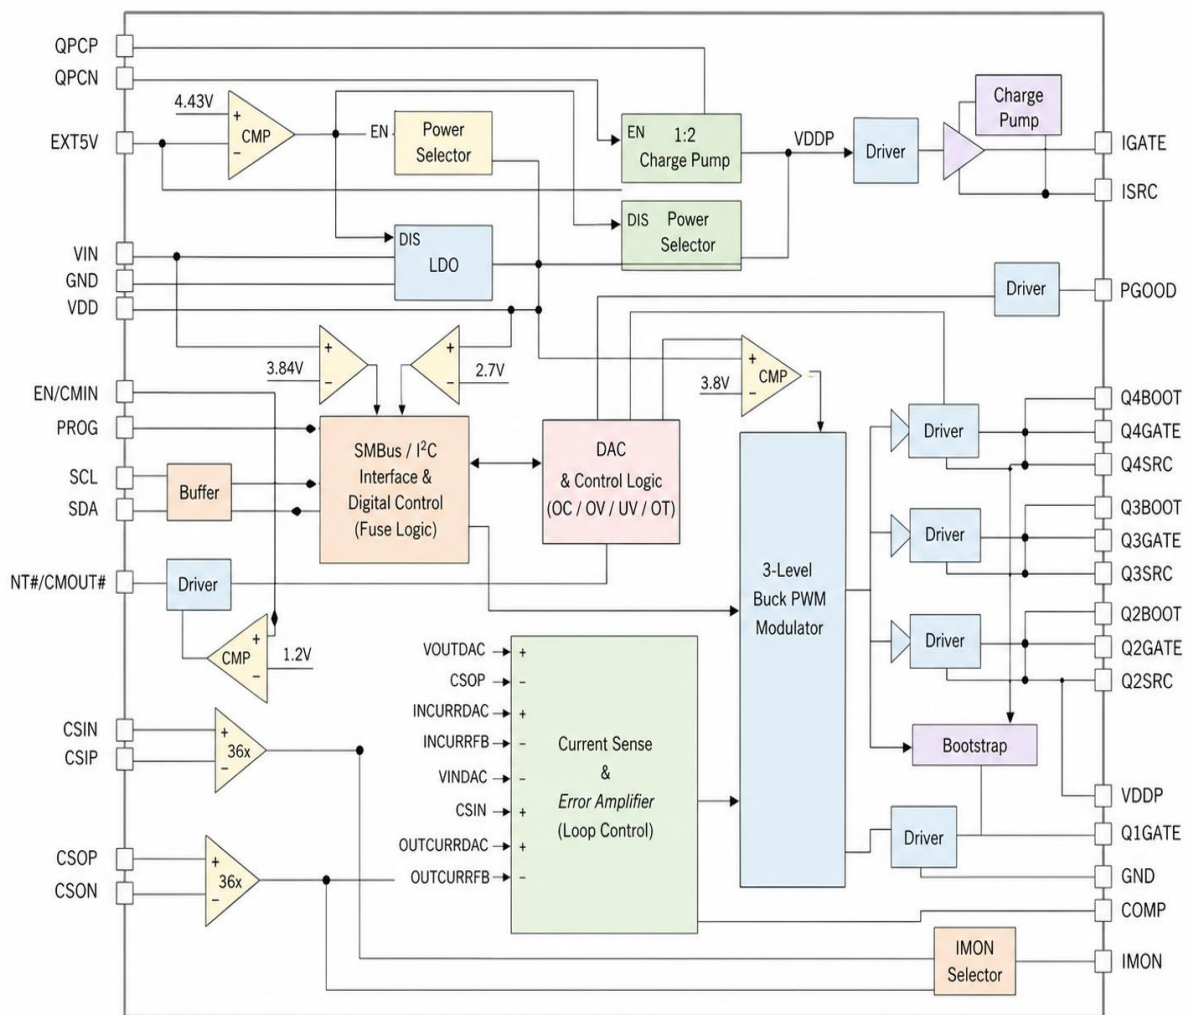 QPCP
QPCN
4.43V
+
CMP
−
EXT5V
EN
Power
Selector
EN
1:2
Charge Pump
VDDP
Driver
Charge
Pump
IGATE
ISRC
DIS
Power
Selector
VIN
GND
VDD
DIS
LDO
Driver
PGOOD
+
3.84V
−
+
2.7V
−
+
3.8V
−
CMP
EN/CMIN
PROG
SCL
SDA
Buffer
SMBus / I²C
Interface &
Digital Control
(Fuse Logic)
DAC
& Control Logic
(OC / OV / UV / OT)
Driver
Q4BOOT
Q4GATE
Q4SRC
Driver
Q3BOOT
Q3GATE
Q3SRC
NT#/CMOUT#
Driver
CMP
+
1.2V
−
3-Level
Buck PWM
Modulator
Driver
Q2BOOT
Q2GATE
Q2SRC
VOUTDAC +
CSOP −
INCURRDAC +
INCURRFB −
VINDAC −
CSIN +
OUTCURRDAC +
OUTCURRFB −
Current Sense
&
Error Amplifier
(Loop Control)
CSIN
CSIP
+
36x
−
Bootstrap
VDDP
Driver
Q1GATE
GND
CSOP
CSON
+
36x
−
COMP
IMON
Selector
IMON